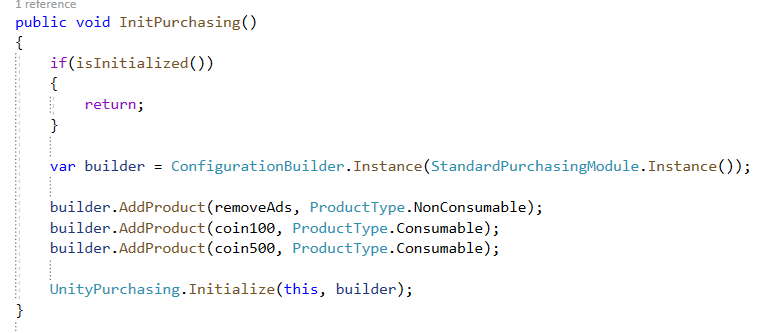 1 reference
public void InitPurchasing()
{
if(isInitialized())
{
return;
}
var builder = ConfigurationBuilder.Instance(StandardPurchasingModule.Instance());
builder.AddProduct(removeAds, ProductType.NonConsumable);
builder.AddProduct(coin100, ProductType.Consumable);
builder.AddProduct(coin500, ProductType.Consumable);
UnityPurchasing.Initialize(this, builder);
}